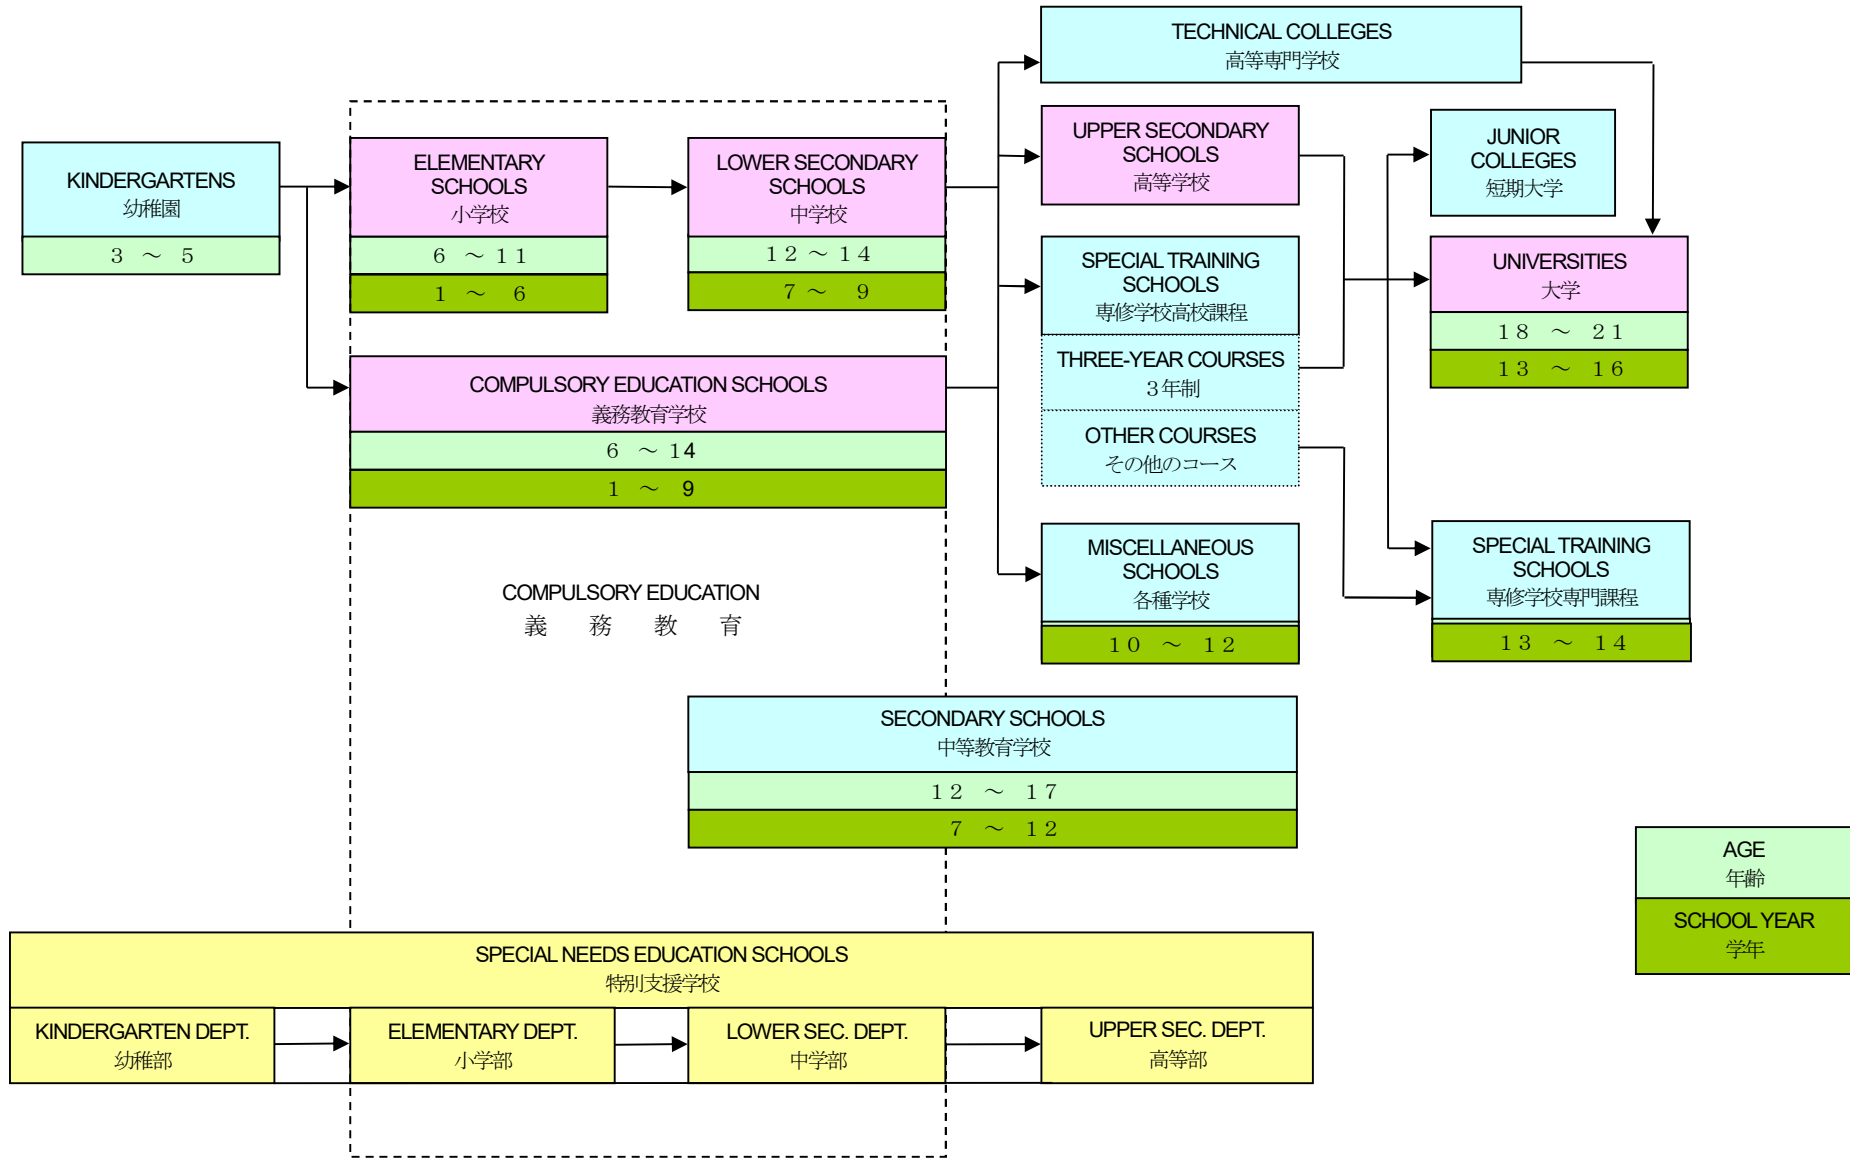 TECHNICAL COLLEGES
高等専門学校
KINDERGARTENS
幼稚園
3 ～ 5
ELEMENTARY
SCHOOLS
小学校
6 ～ 11
1 ～ 6
LOWER SECONDARY
SCHOOLS
中学校
12 ～ 14
7 ～ 9
UPPER SECONDARY
SCHOOLS
高等学校
JUNIOR
COLLEGES
短期大学
SPECIAL TRAINING
SCHOOLS
専修学校高校課程
THREE-YEAR COURSES
３年制
OTHER COURSES
その他のコース
UNIVERSITIES
大学
18 ～ 21
13 ～ 16
COMPULSORY EDUCATION SCHOOLS
義務教育学校
6 ～ 14
1 ～ 9
COMPULSORY EDUCATION
義 務 教 育
MISCELLANEOUS
SCHOOLS
各種学校
10 ～ 12
SPECIAL TRAINING
SCHOOLS
専修学校専門課程
13 ～ 14
SECONDARY SCHOOLS
中等教育学校
12 ～ 17
7 ～ 12
AGE
年齢
SCHOOL YEAR
学年
SPECIAL NEEDS EDUCATION SCHOOLS
特別支援学校
KINDERGARTEN DEPT.
幼稚部
ELEMENTARY DEPT.
小学部
LOWER SEC. DEPT.
中学部
UPPER SEC. DEPT.
高等部